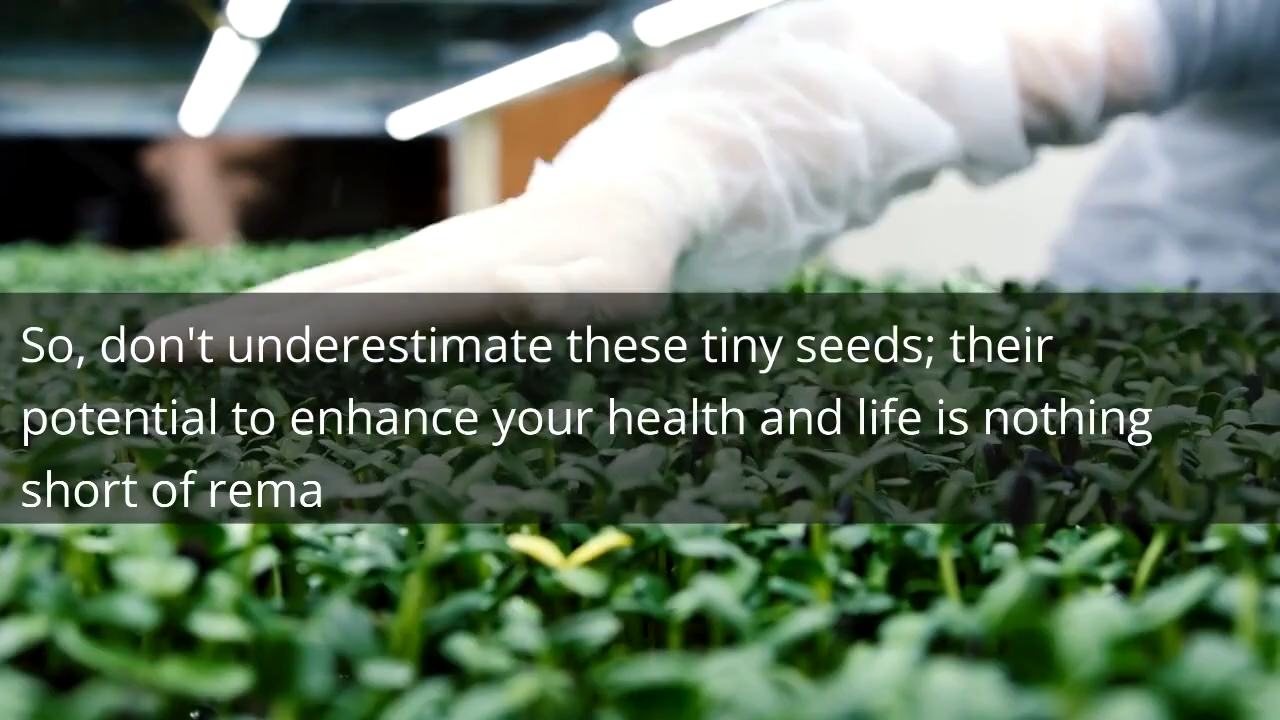 So, don't underestimate these tiny seeds; their
potential to enhance your health and life is nothing
short of rema